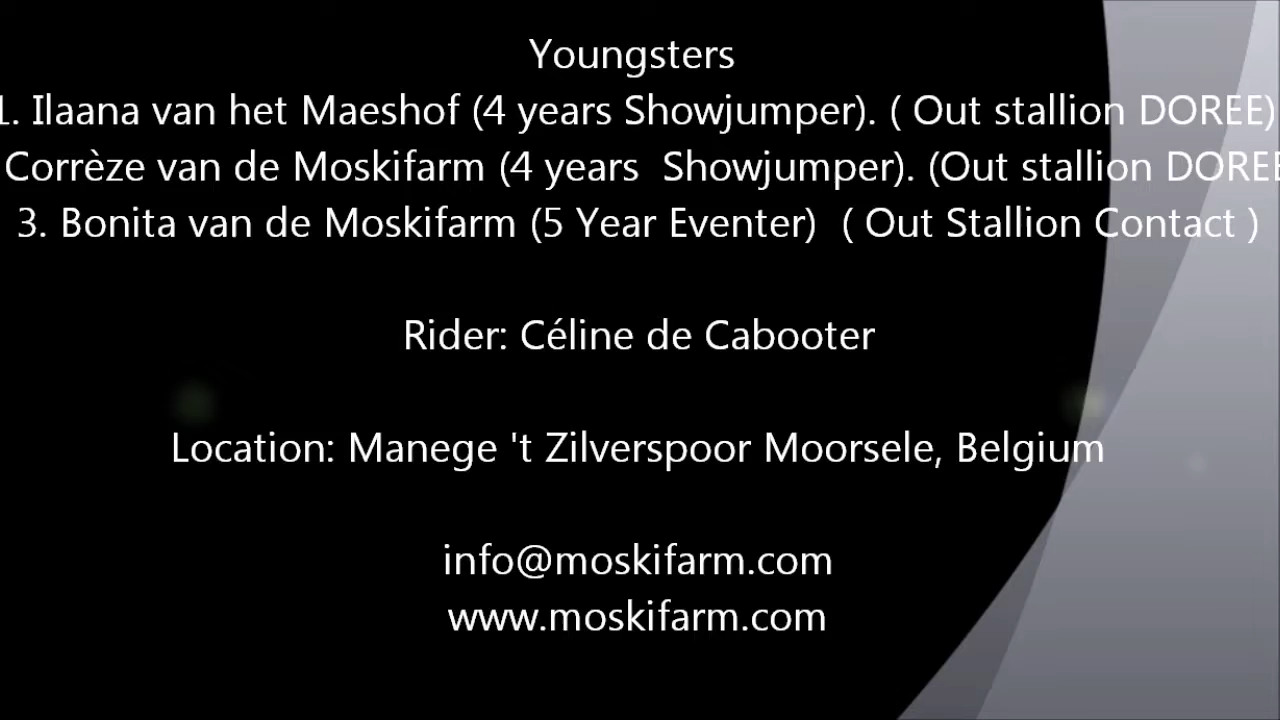 Youngsters
1. Ilaana van het Maeshof (4 years Showjumper). ( Out stallion DOREE)
Corrèze van de Moskifarm (4 years  Showjumper). (Out stallion DOREE
3. Bonita van de Moskifarm (5 Year Eventer)  ( Out Stallion Contact )
Rider: Céline de Cabooter
Location: Manege 't Zilverspoor Moorsele, Belgium
info@moskifarm.com
www.moskifarm.com